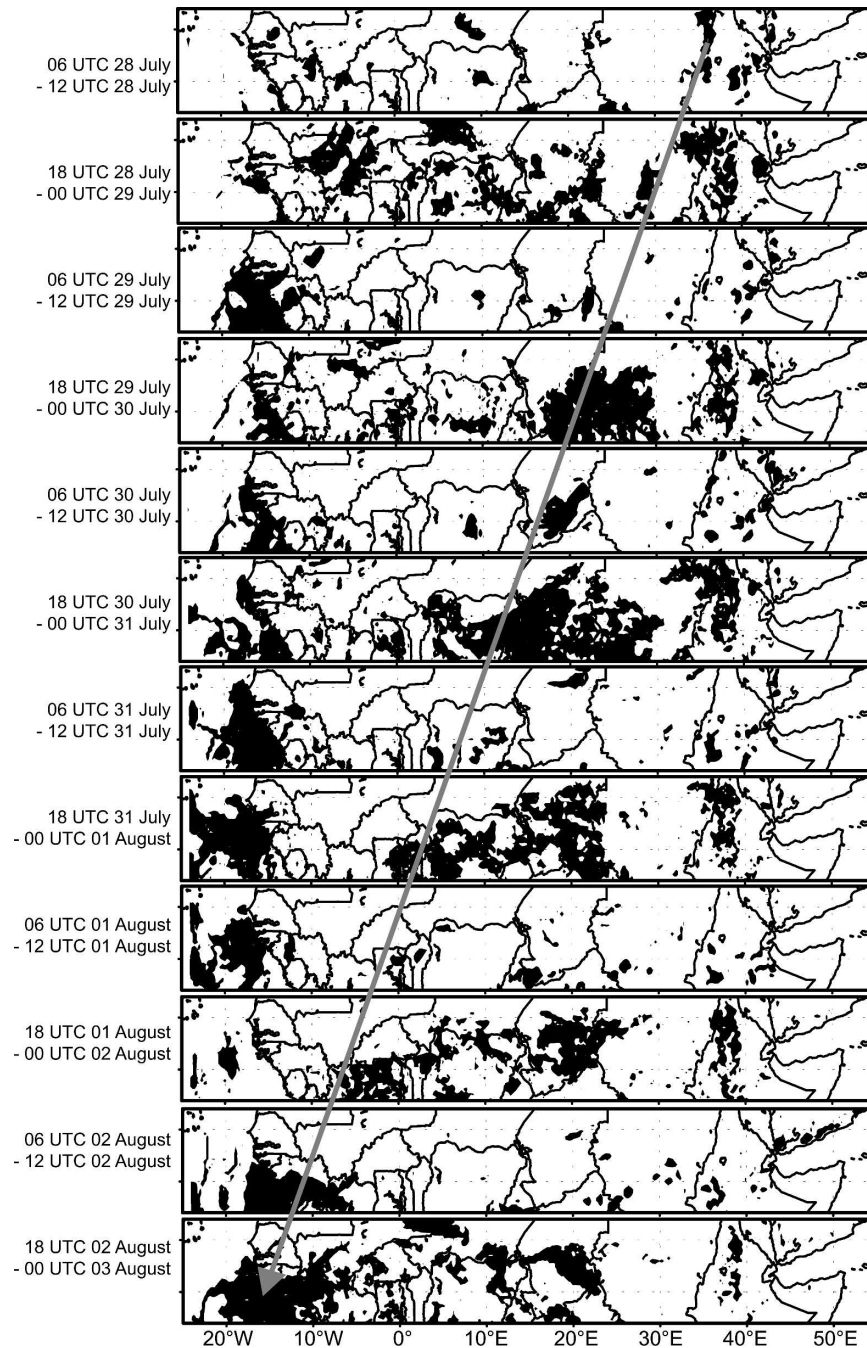 06 UTC 28 July
- 12 UTC 28 July
18 UTC 28 July
- 00 UTC 29 July
06 UTC 29 July
- 12 UTC 29 July
18 UTC 29 July
- 00 UTC 30 July
06 UTC 30 July
- 12 UTC 30 July
18 UTC 30 July
- 00 UTC 31 July
06 UTC 31 July
- 12 UTC 31 July
18 UTC 31 July
- 00 UTC 01 August
06 UTC 01 August
- 12 UTC 01 August
18 UTC 01 August
- 00 UTC 02 August
06 UTC 02 August
- 12 UTC 02 August
18 UTC 02 August
- 00 UTC 03 August
20°W 10°W 0° 10°E 20°E 30°E 40°E 50°E